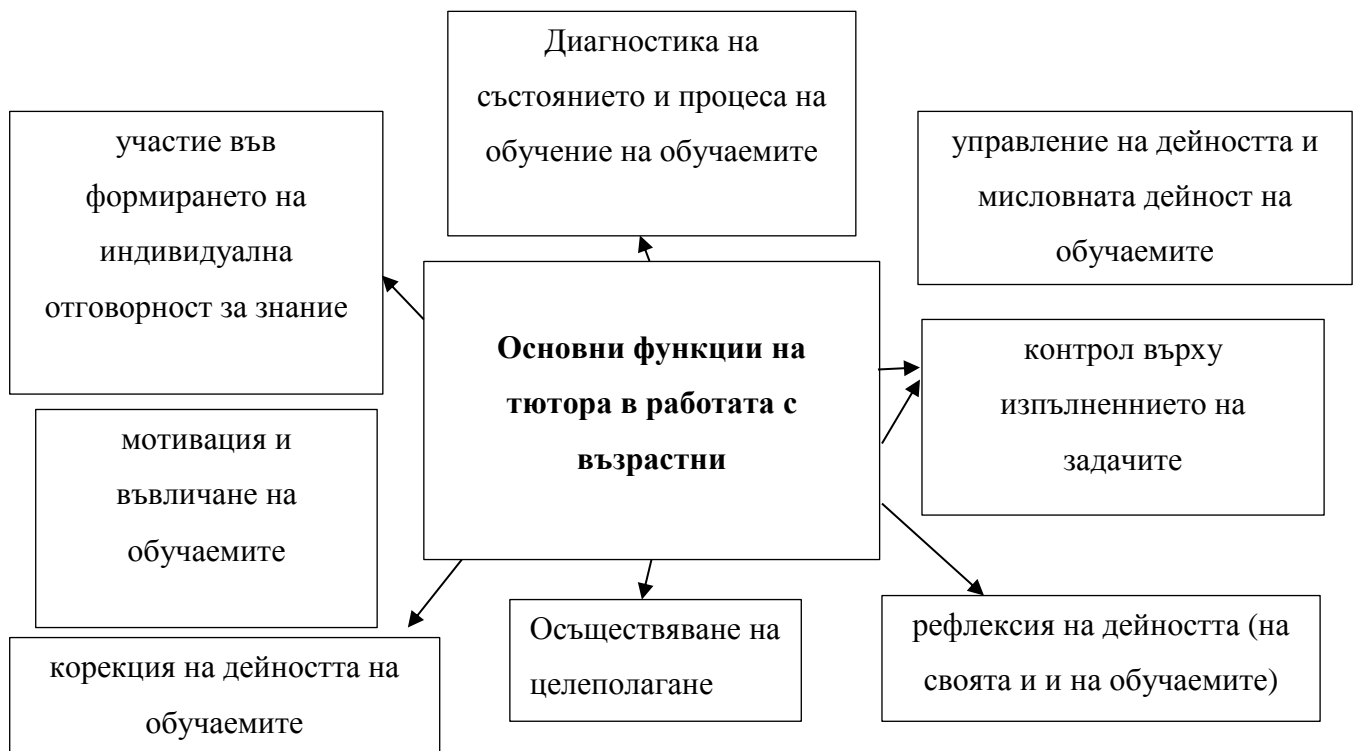 Диагностика на
състоянието и процеса на
обучение на обучаемите
участие във
формирането на
индивидуална
отговорност за знание
управление на дейността и
мисловната дейност на
обучаемите
Основни функции на
тютора в работата с
възрастни
контрол върху
изпълненнието на
задачите
мотивация и
въвличане на
обучаемите
корекция на дейността на
обучаемите
Осъществяване на
целеполагане
рефлексия на дейността (на
своята и и на обучаемите)